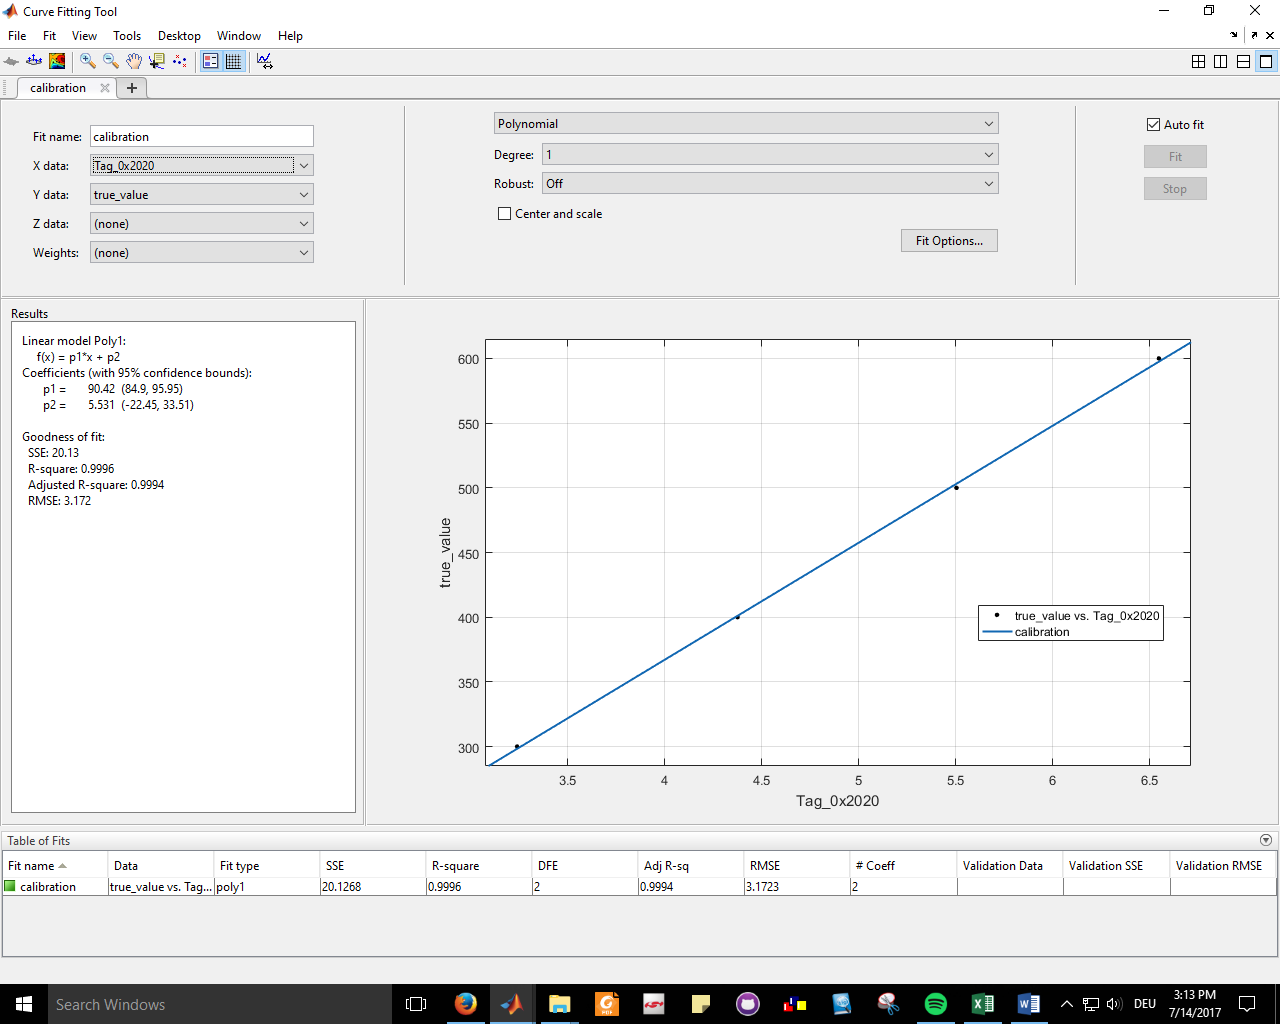 Curve Fitting Tool
File Fit View Tools Desktop Window Help
calibration
Fit name: calibration
X data: Tag_0x2020
Y data: true_value
Z data: (none)
Weights: (none)
Polynomial
Degree: 1
Robust: Off
Center and scale
Fit Options...
Auto fit
Fit
Stop
Results
Linear model Poly1:
f(x) = p1*x + p2
Coefficients (with 95% confidence bounds):
p1 = 90.42 (84.9, 95.95)
p2 = 5.531 (-22.45, 33.51)
Goodness of fit:
SSE: 20.13
R-square: 0.9996
Adjusted R-square: 0.9994
RMSE: 3.172
600
550
500
450
400
350
300
true_value
3.5 4 4.5 5 5.5 6 6.5
Tag_0x2020
true_value vs. Tag_0x2020
calibration
Table of Fits
Fit name Data Fit type SSE R-square DFE Adj R-sq RMSE # Coeff Validation Data Validation SSE Validation RMSE
calibration true_value vs. Tag... poly1 20.1268 0.9996 2 0.9994 3.1723 2
Search Windows
PDF
DEU
3:13 PM
7/14/2017